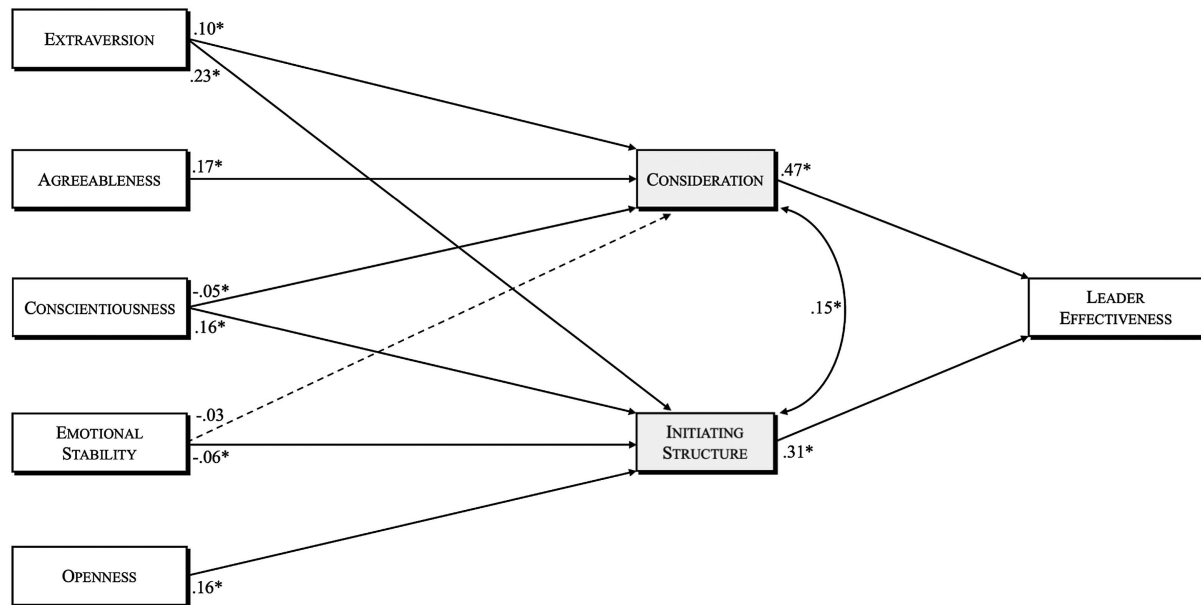 EXTRAVERSION
.10*
.23*
AGREEABLENESS
.17*
CONSIDERATION
.47*
CONSCIENTIOUSNESS
-.05*
.16*
.15*
LEADER
EFFECTIVENESS
EMOTIONAL
STABILITY
-.03
-.06*
INITIATING
STRUCTURE
.31*
OPENNESS
.16*